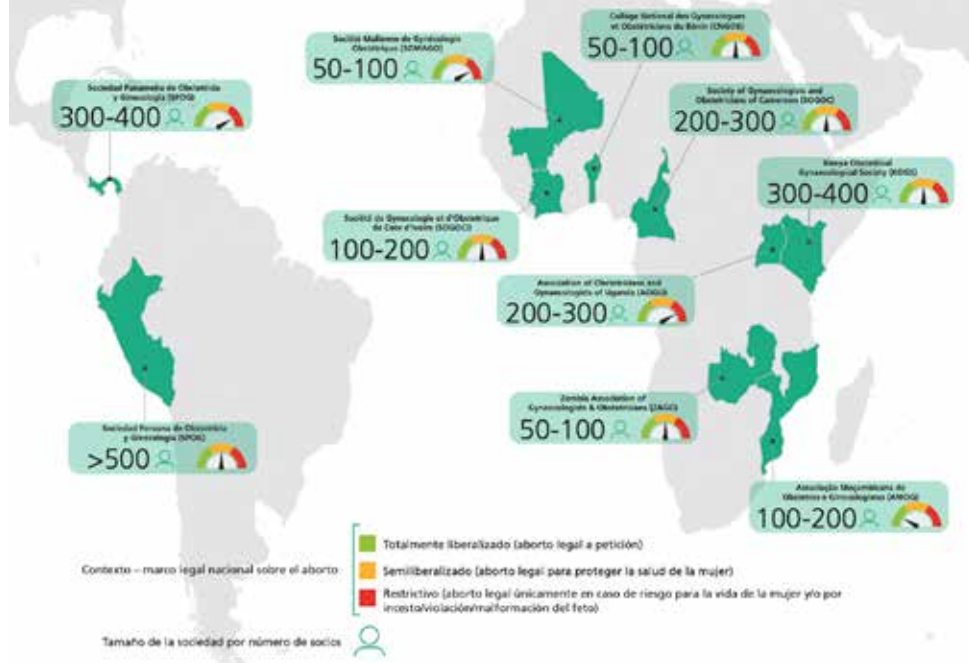 Collège National des Gynécologues
et Obstétriciens du Bénin (CNGOB)
50-100
Société Malienne de Gynécologie
Obstétrique (SOMAGO)
50-100
Sociedad Panameña de Obstetricia
y Ginecología (SPOG)
300-400
Society of Gynaecologists and
Obstetricians of Cameroon (SOGOC)
200-300
Kenya Obstetrical
Gynaecological Society (KOGS)
300-400
Société de Gynécologie et d'Obstétrique
de Côte d'Ivoire (SOGOCI)
100-200
Association of Obstetricians and
Gynaecologists of Uganda (AOGU)
200-300
Zambia Association of
Gynaecologists & Obstetricians (ZAGO)
50-100
Sociedad Peruana de Obstetricia
y Ginecología (SPOG)
>500
Associação Moçambicana de
Obstetras e Ginecologistas (AMOG)
100-200
Contexto – marco legal nacional sobre el aborto
Totalmente liberalizado (aborto legal a petición)
Semiliberalizado (aborto legal para proteger la salud de la mujer)
Restrictivo (aborto legal únicamente en caso de riesgo para la vida de la mujer y/o por
incesto/violación/malformación del feto)
Tamaño de la sociedad por número de socios